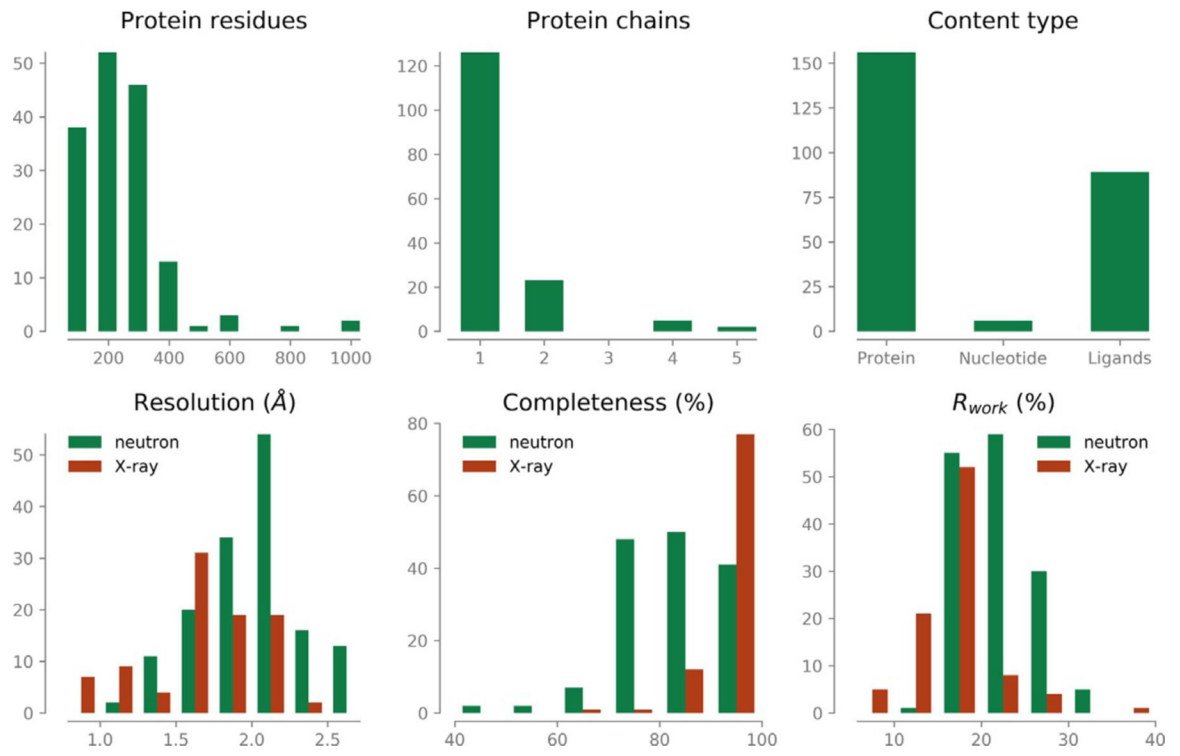 Protein residues
50
40
30
20
10
0
200 400 600 800 1000
Protein chains
120
100
80
60
40
20
0
1 2 3 4 5
Content type
150
125
100
75
50
25
0
Protein Nucleotide Ligands
Resolution (Å)
neutron
X-ray
50
40
30
20
10
0
1.0 1.5 2.0 2.5
Completeness (%)
neutron
X-ray
80
60
40
20
0
40 60 80 100
Rwork (%)
neutron
X-ray
60
50
40
30
20
10
0
10 20 30 40